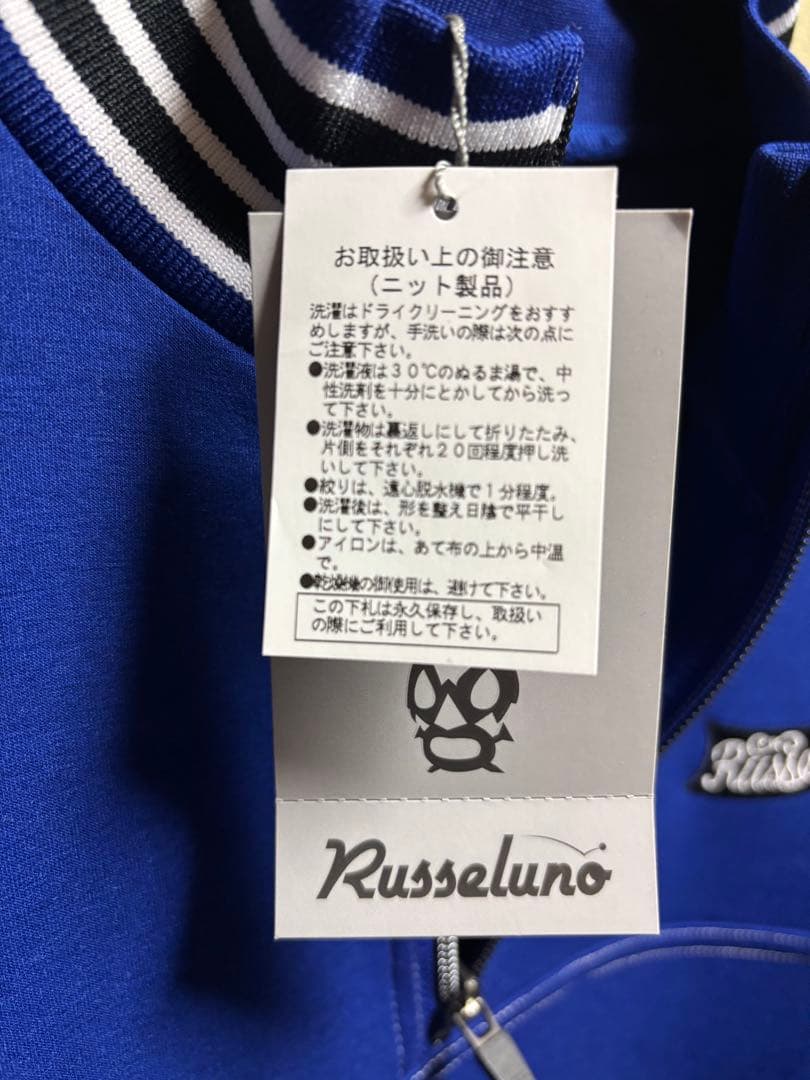 お取扱い上の御注意
（ニット製品）
洗濯はドライクリーニングをおすす
めしますが、手洗いの際は次の点に
ご注意下さい。
●洗濯液は３０℃のぬるま湯で、中
性洗剤を十分にとかしてから洗っ
て下さい。
●洗濯物は裏返しにして折りたたみ、
片側をそれぞれ２０回程度押し洗
いして下さい。
●絞りは、遠心脱水機で１分程度。
●洗濯後は、形を整え日陰で平干し
にして下さい。
●アイロンは、あて布の上から中温
で。
●乾燥機の御使用は、避けて下さい。
この下札は永久保存し、取扱い
の際にご利用して下さい。
Russeluno
Russe